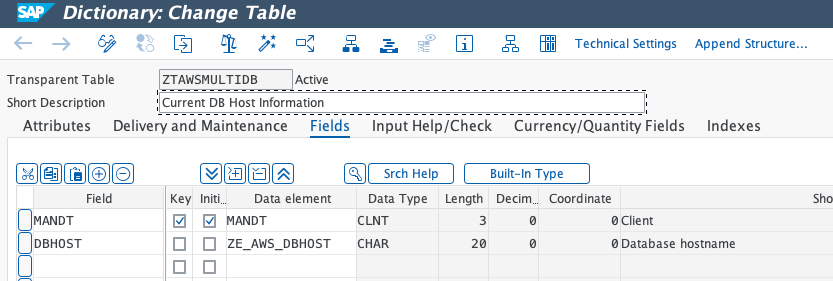 SAP Dictionary: Change Table
Technical Settings Append Structure...
Transparent Table ZTAWSMULTIDB Active
Short Description Current DB Host Information
Attributes Delivery and Maintenance Fields Input Help/Check Currency/Quantity Fields Indexes
Srch Help Built-In Type
Field Key Initi... Data element Data Type Length Decim... Coordinate Sho
MANDT MANDT CLNT 3 0 0 Client
DBHOST ZE_AWS_DBHOST CHAR 20 0 0 Database hostname